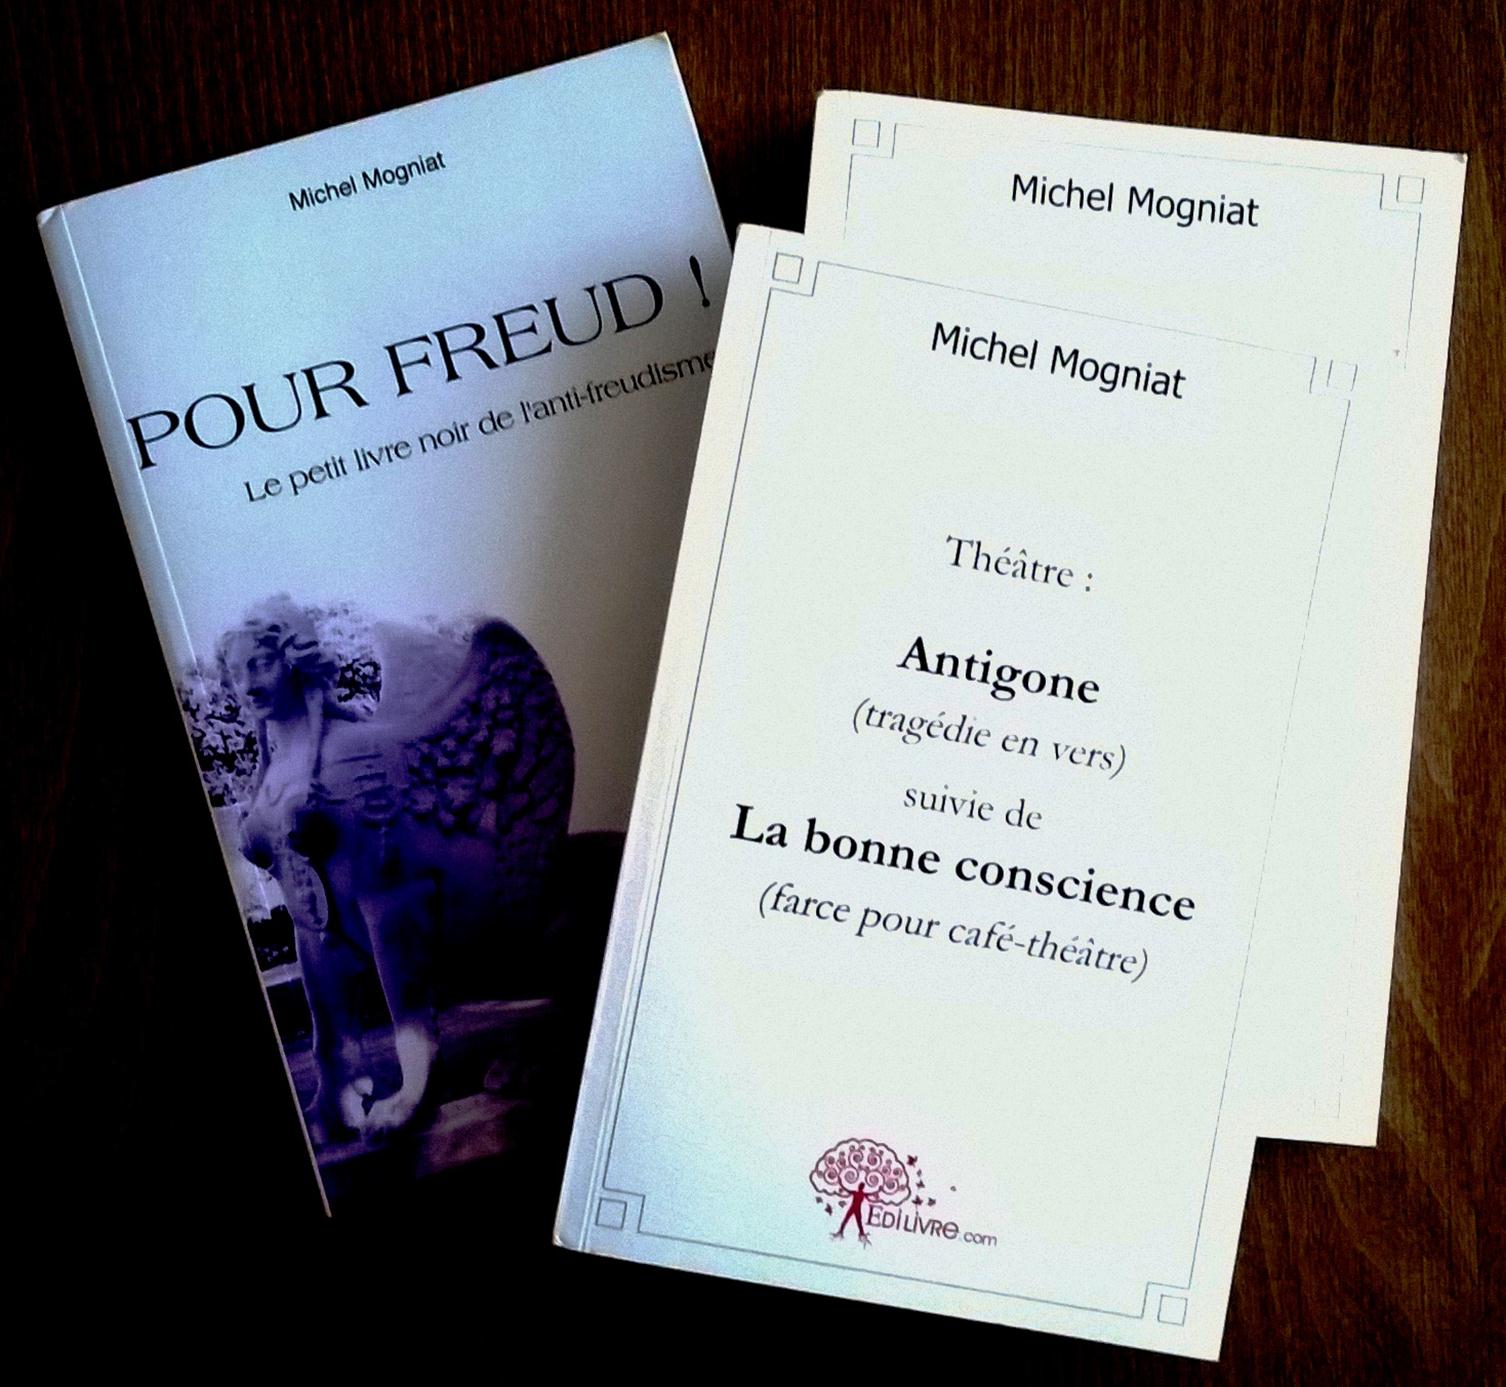 Michel Mogniat
POUR FREUD !
Le petit livre noir de l'anti-freudisme
Michel Mogniat
Michel Mogniat
Théâtre :
Antigone
(tragédie en vers)
suivie de
La bonne conscience
(farce pour café-théâtre)
EDiLiVRe.com